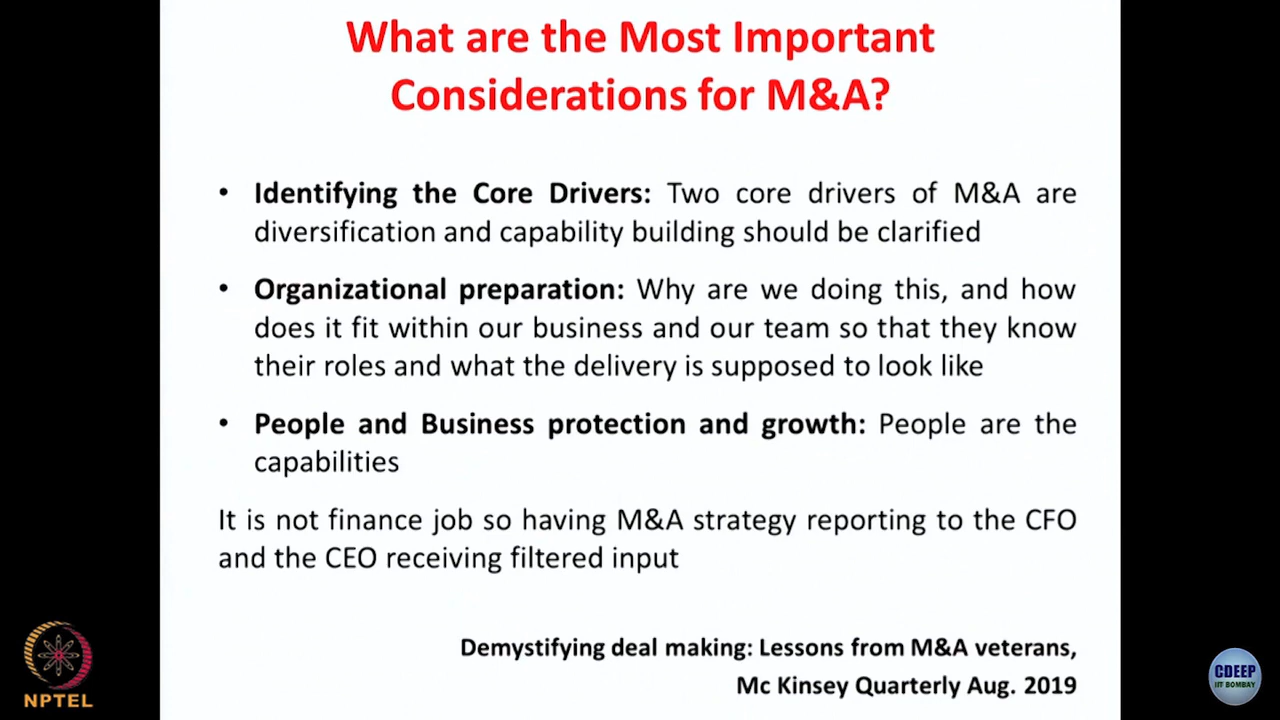 What are the Most Important
Considerations for M&A?
• Identifying the Core Drivers: Two core drivers of M&A are
diversification and capability building should be clarified
• Organizational preparation: Why are we doing this, and how
does it fit within our business and our team so that they know
their roles and what the delivery is supposed to look like
• People and Business protection and growth: People are the
capabilities
It is not finance job so having M&A strategy reporting to the CFO
and the CEO receiving filtered input
Demystifying deal making: Lessons from M&A veterans,
Mc Kinsey Quarterly Aug. 2019
NPTEL
CDEEP
IIT BOMBAY